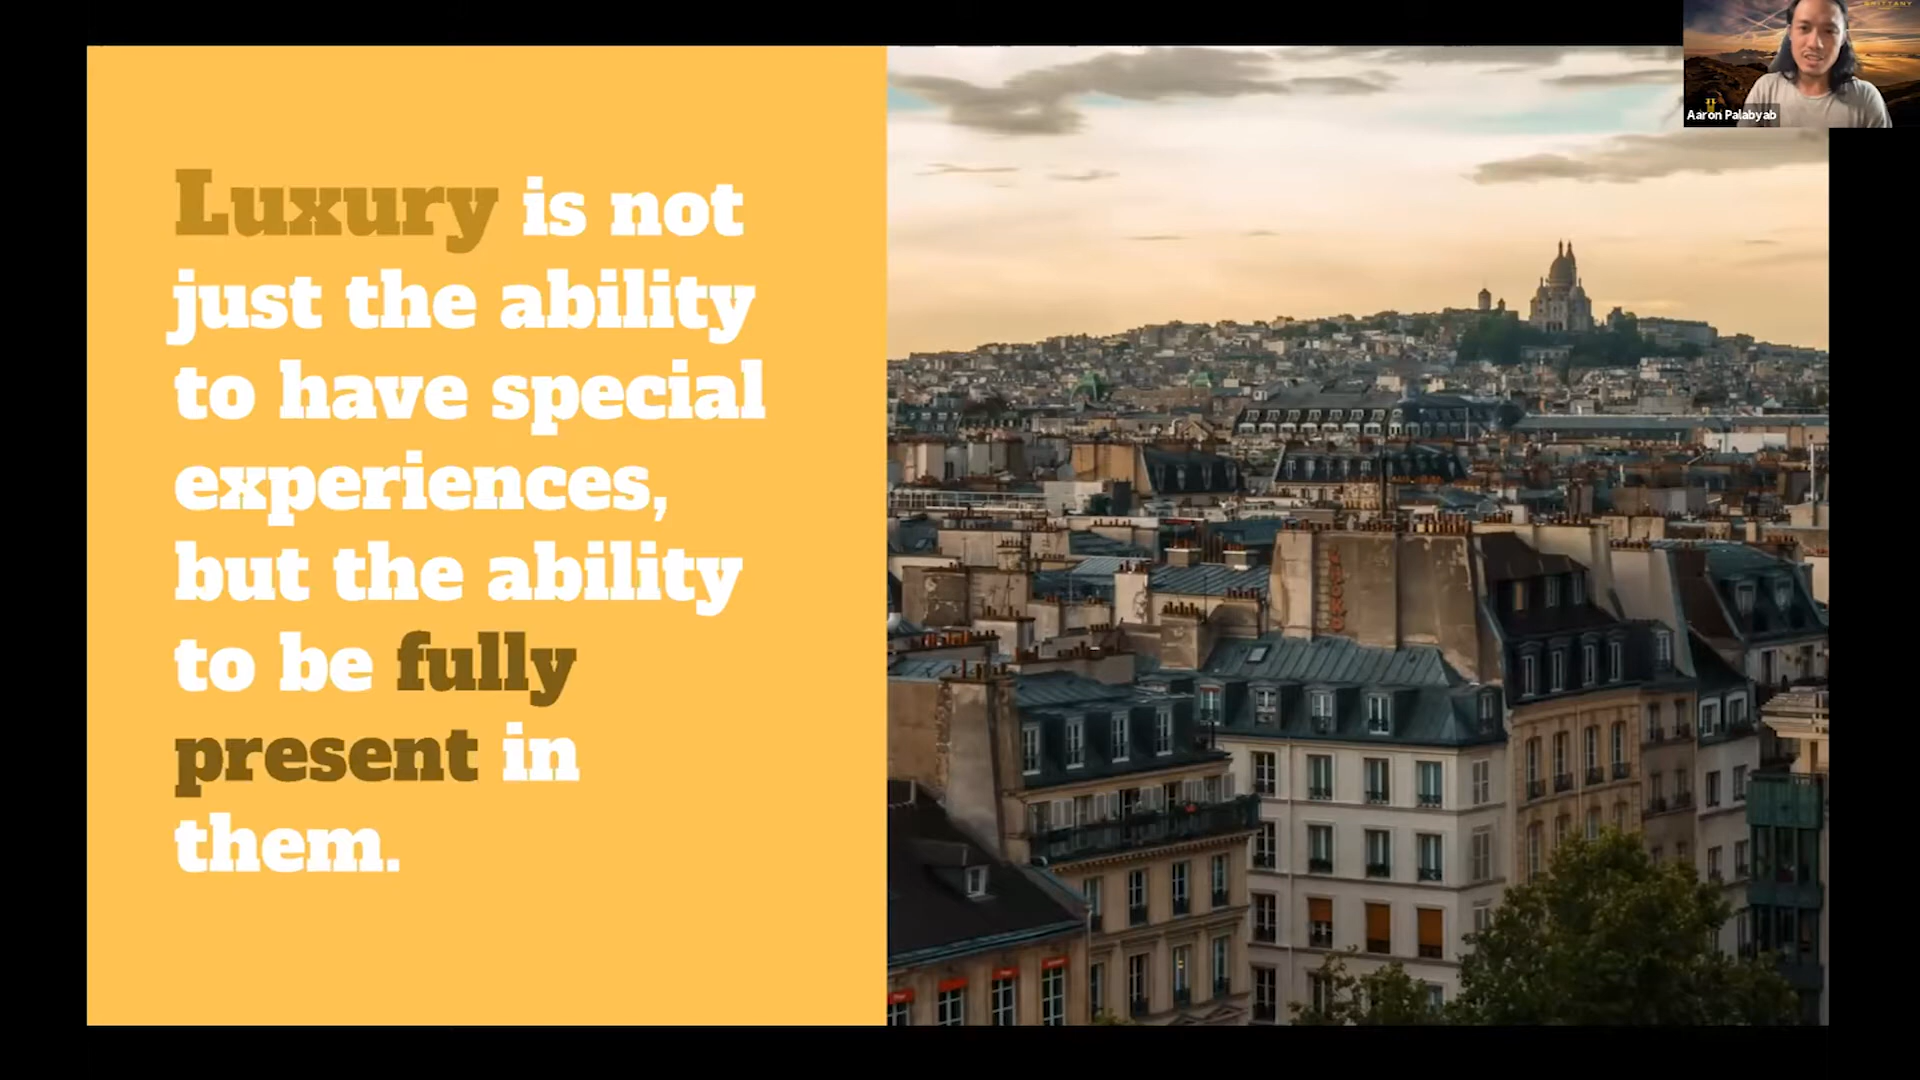 Luxury is not
just the ability
to have special
experiences,
but the ability
to be fully
present in
them.
BRITTANY
Aaron Palabyab